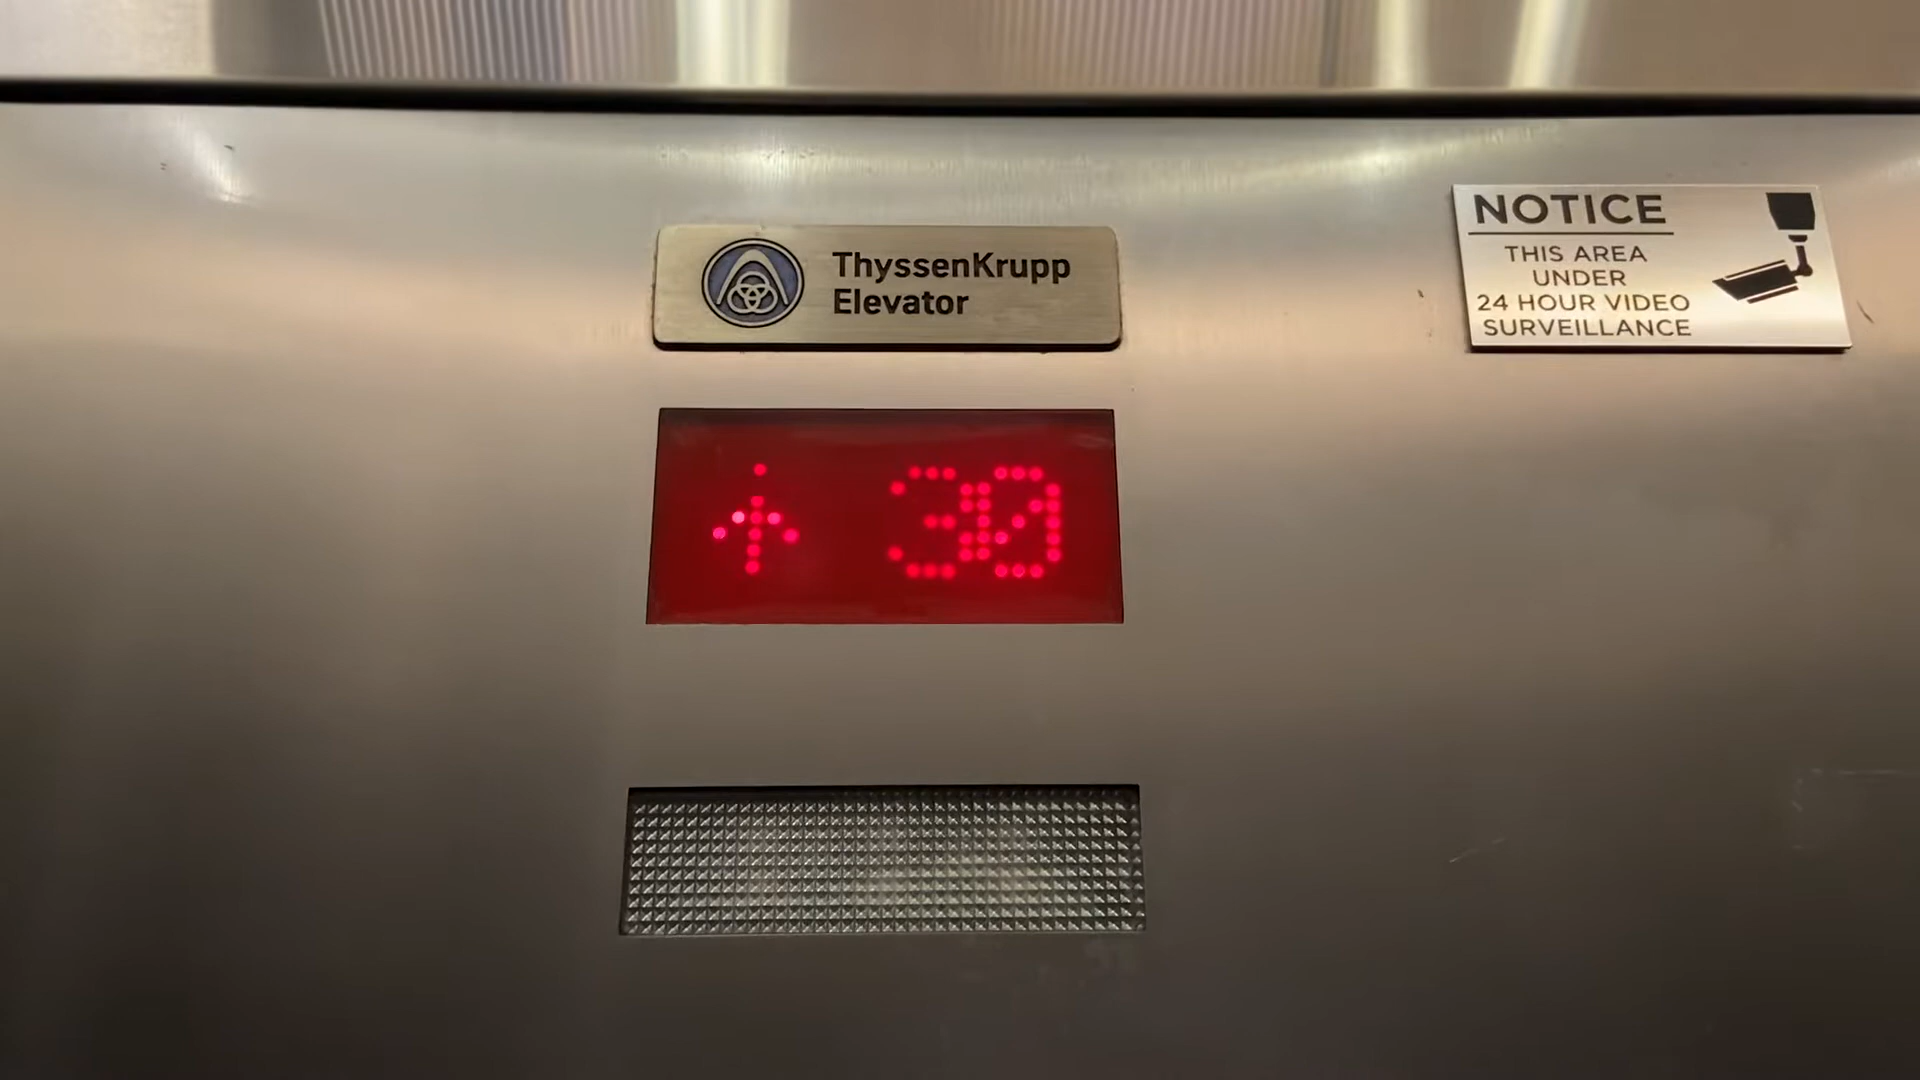 ThyssenKrupp
Elevator
NOTICE
THIS AREA
UNDER
24 HOUR VIDEO
SURVEILLANCE
↑ 30